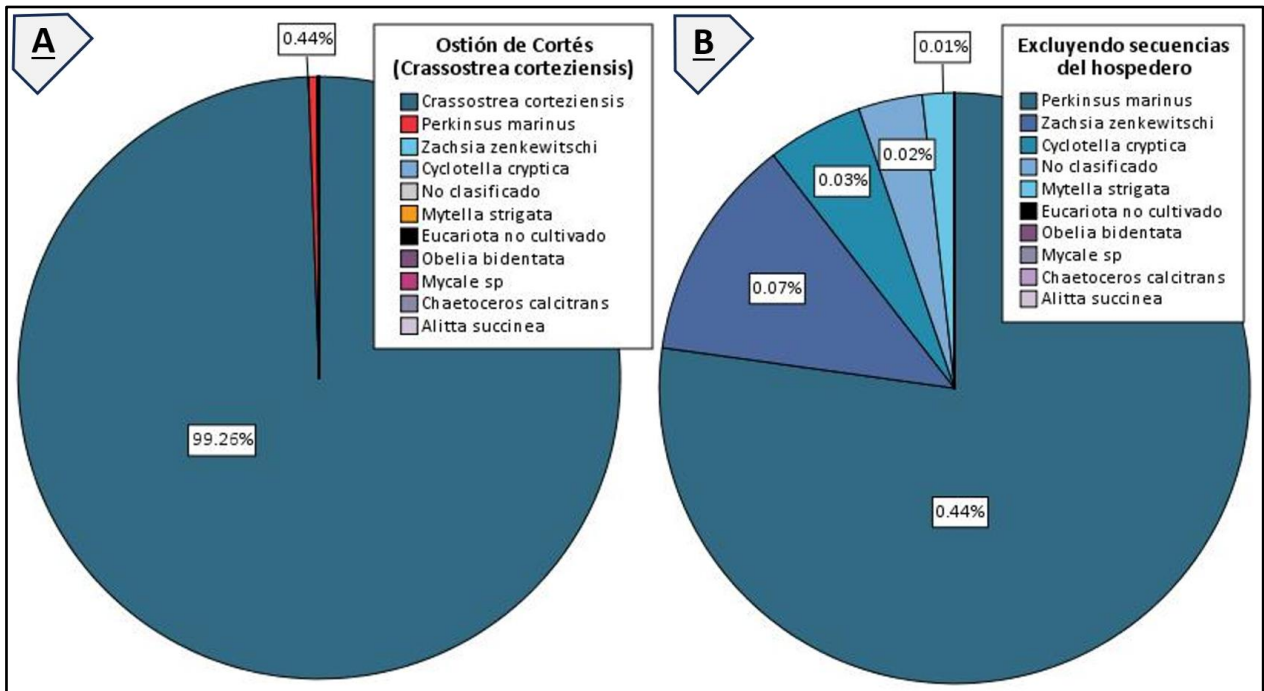 A
0.44%
Ostión de Cortés
(Crassostrea corteziensis)
Crassostrea corteziensis
Perkinsus marinus
Zachsia zenkewitschi
Cyclotella cryptica
No clasificado
Mytella strigata
Eucariota no cultivado
Obelia bidentata
Mycale sp
Chaetoceros calcitrans
Alitta succinea
99.26%
B
0.01%
Excluyendo secuencias
del hospedero
Perkinsus marinus
Zachsia zenkewitschi
Cyclotella cryptica
No clasificado
Mytella strigata
Eucariota no cultivado
Obelia bidentata
Mycale sp
Chaetoceros calcitrans
Alitta succinea
0.02%
0.03%
0.07%
0.44%